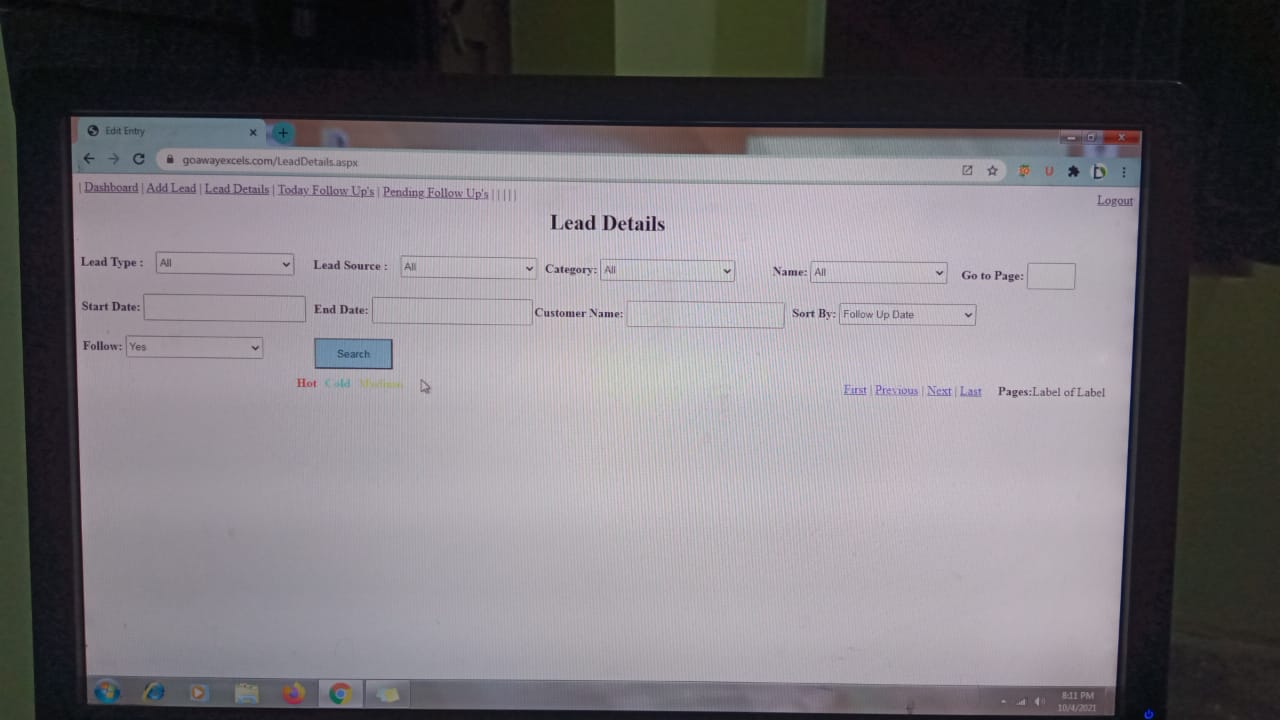 Edit Entry
goawayexcels.com/LeadDetails.aspx
| Dashboard | Add Lead | Lead Details | Today Follow Up's | Pending Follow Up's | | | | |
Logout
Lead Details
Lead Type : All Lead Source : All Category: All Name: All Go to Page:
Start Date: End Date: Customer Name: Sort By: Follow Up Date
Follow: Yes Search
Hot Cold Medium
First | Previous | Next | Last Pages:Label of Label
8:11 PM
10/4/2021